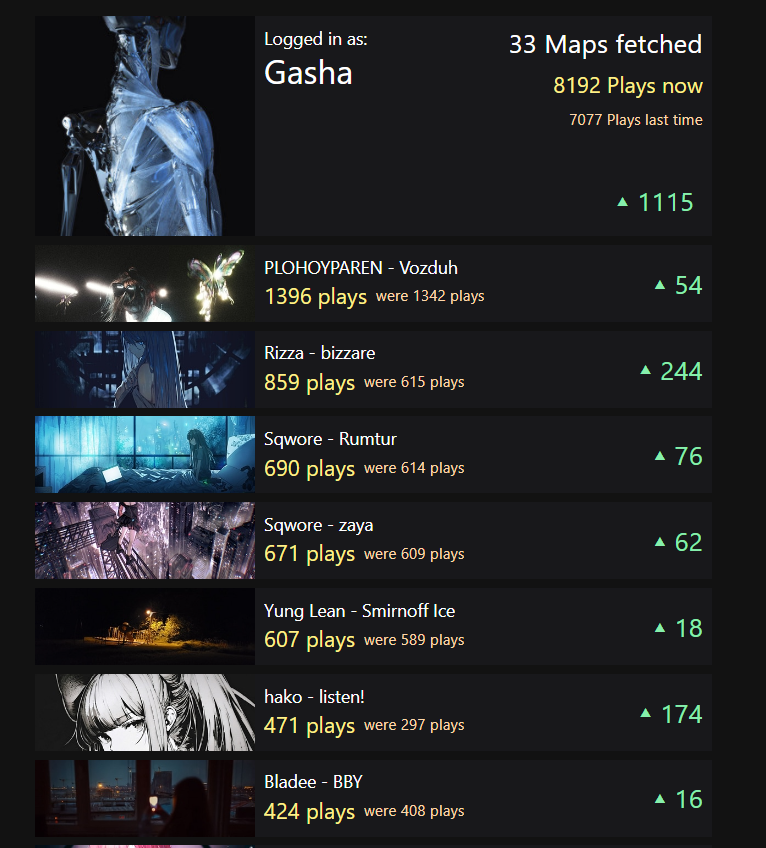 Logged in as:
Gasha
33 Maps fetched
8192 Plays now
7077 Plays last time
▲ 1115
PLOHOYPAREN - Vozduh
1396 plays were 1342 plays
▲ 54
Rizza - bizzare
859 plays were 615 plays
▲ 244
Sqwore - Rumtur
690 plays were 614 plays
▲ 76
Sqwore - zaya
671 plays were 609 plays
▲ 62
Yung Lean - Smirnoff Ice
607 plays were 589 plays
▲ 18
hako - listen!
471 plays were 297 plays
▲ 174
Bladee - BBY
424 plays were 408 plays
▲ 16